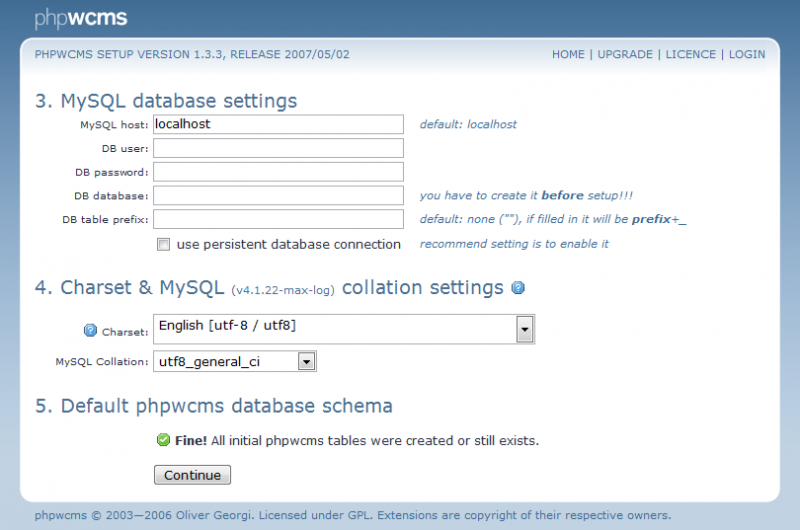 phpwcms
PHPWCMS SETUP VERSION 1.3.3, RELEASE 2007/05/02 HOME | UPGRADE | LICENCE | LOGIN
3. MySQL database settings
MySQL host: localhost default: localhost
DB user:
DB password:
DB database: you have to create it before setup!!!
DB table prefix: default: none (""), if filled in it will be prefix+_
use persistent database connection recommend setting is to enable it
4. Charset & MySQL (v4.1.22-max-log) collation settings ?
? Charset: English [utf-8 / utf8]
MySQL Collation: utf8_general_ci
5. Default phpwcms database schema
Fine! All initial phpwcms tables were created or still exists.
Continue
phpwcms © 2003—2006 Oliver Georgi. Licensed under GPL. Extensions are copyright of their respective owners.